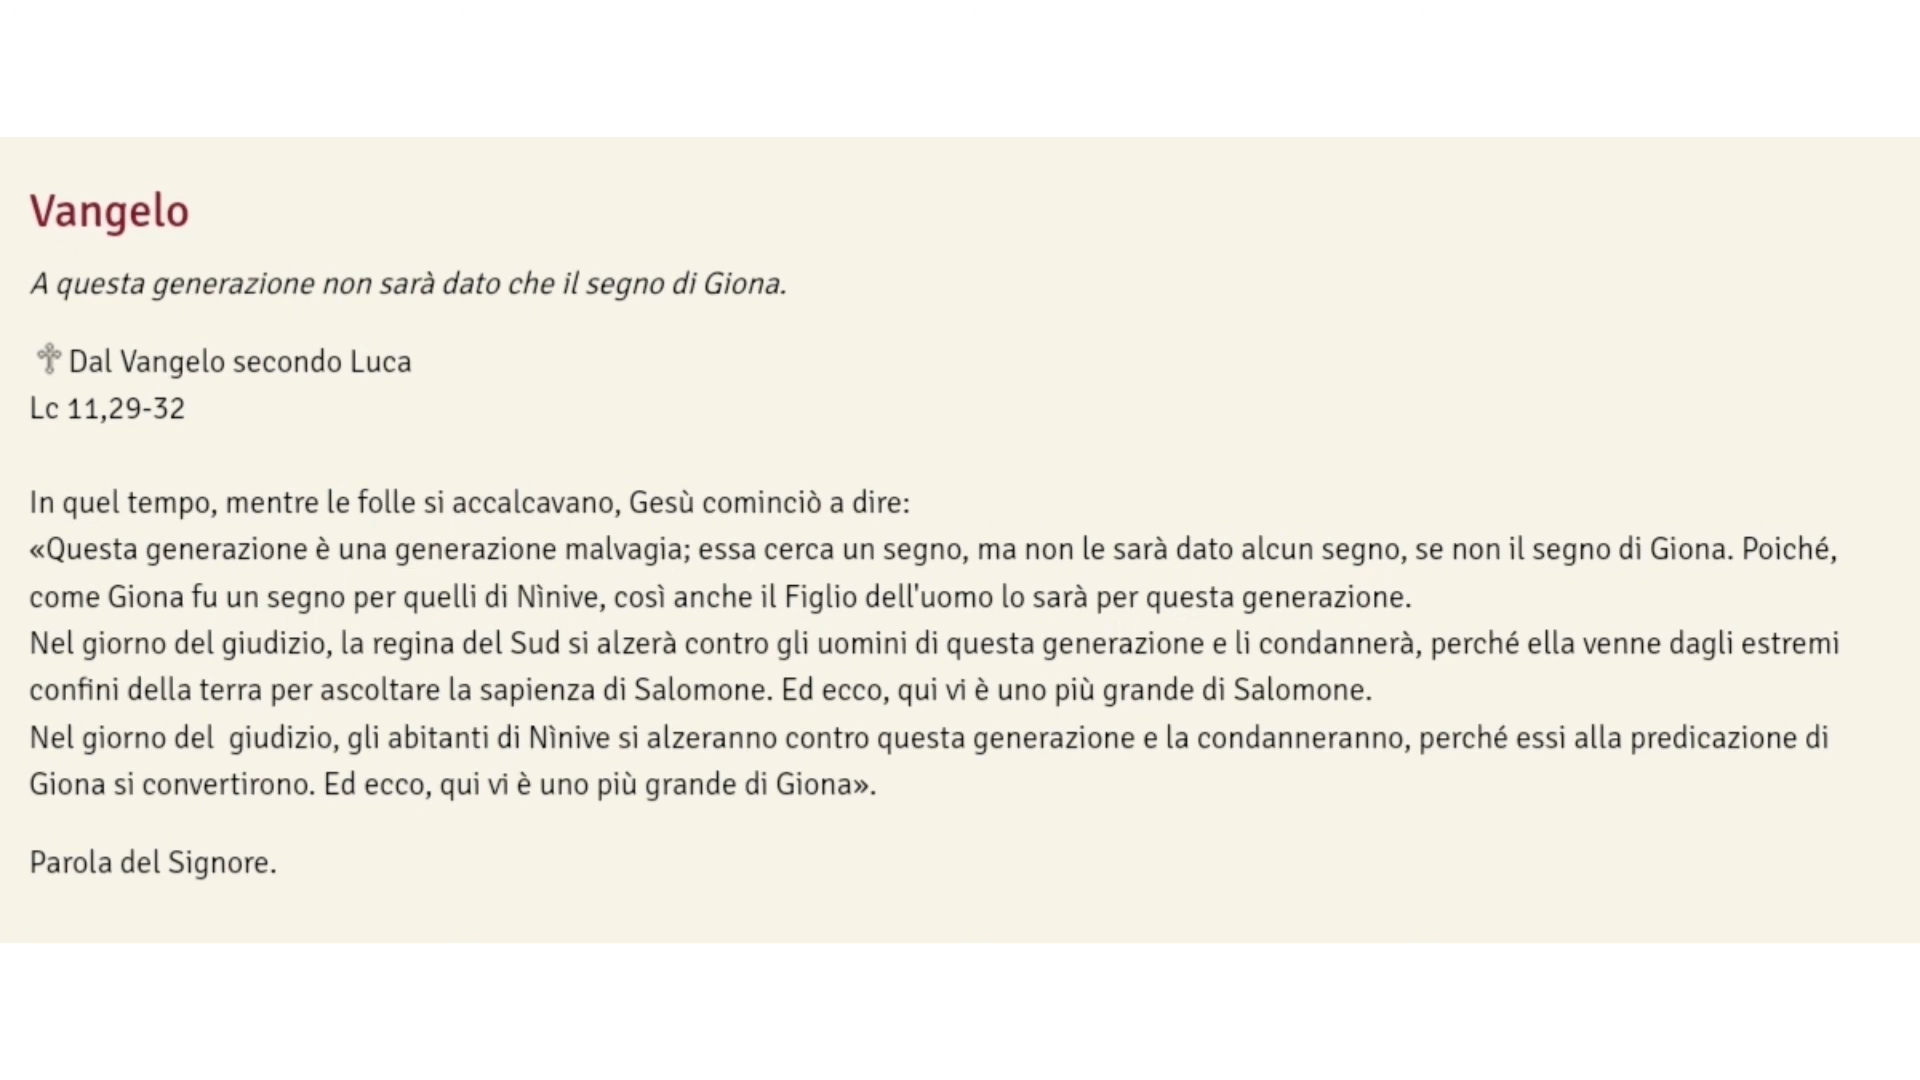 Vangelo
A questa generazione non sarà dato che il segno di Giona.
Dal Vangelo secondo Luca
Lc 11,29-32
In quel tempo, mentre le folle si accalcavano, Gesù cominciò a dire:
«Questa generazione è una generazione malvagia; essa cerca un segno, ma non le sarà dato alcun segno, se non il segno di Giona. Poiché,
come Giona fu un segno per quelli di Nìnive, così anche il Figlio dell'uomo lo sarà per questa generazione.
Nel giorno del giudizio, la regina del Sud si alzerà contro gli uomini di questa generazione e li condannerà, perché ella venne dagli estremi
confini della terra per ascoltare la sapienza di Salomone. Ed ecco, qui vi è uno più grande di Salomone.
Nel giorno del  giudizio, gli abitanti di Nìnive si alzeranno contro questa generazione e la condanneranno, perché essi alla predicazione di
Giona si convertirono. Ed ecco, qui vi è uno più grande di Giona».
Parola del Signore.